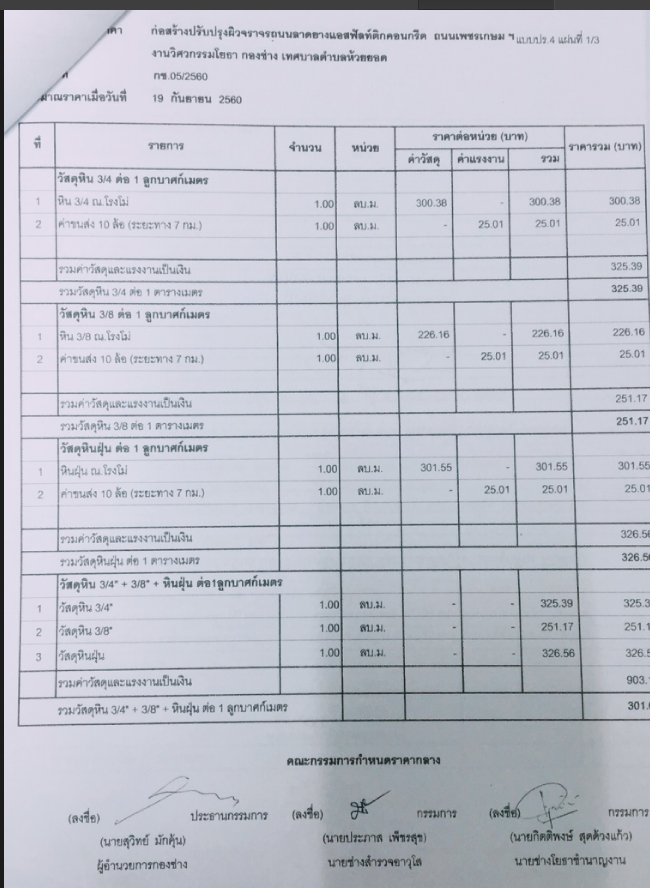 ก่อสร้างปรับปรุงผิวจราจรถนนลาดยางแอสฟัลท์ติกคอนกรีต ถนนเพชรเกษม ฯ แบบปร.4 แผ่นที่ 1/3
งานวิศวกรรมโยธา กองช่าง เทศบาลตำบลห้วยยอด
กช.05/2560
มาณราคาเมื่อวันที่ 19 กันยายน 2560
ที่ รายการ จำนวน หน่วย ราคาต่อหน่วย (บาท) ราคารวม (บาท)
ค่าวัสดุ ค่าแรงงาน รวม
วัสดุหิน 3/4 ต่อ 1 ลูกบาศก์เมตร
1 หิน 3/4 ณ.โรงโม่ 1.00 ลบ.ม. 300.38 - 300.38 300.38
2 ค่าขนส่ง 10 ล้อ (ระยะทาง 7 กม.) 1.00 ลบ.ม. - 25.01 25.01 25.01
รวมค่าวัสดุและแรงงานเป็นเงิน 325.39
รวมวัสดุหิน 3/4 ต่อ 1 ตารางเมตร 325.39
วัสดุหิน 3/8 ต่อ 1 ลูกบาศก์เมตร
1 หิน 3/8 ณ.โรงโม่ 1.00 ลบ.ม. 226.16 - 226.16 226.16
2 ค่าขนส่ง 10 ล้อ (ระยะทาง 7 กม.) 1.00 ลบ.ม. - 25.01 25.01 25.01
รวมค่าวัสดุและแรงงานเป็นเงิน 251.17
รวมวัสดุหิน 3/8 ต่อ 1 ตารางเมตร 251.17
วัสดุหินฝุ่น ต่อ 1 ลูกบาศก์เมตร
1 หินฝุ่น ณ.โรงโม่ 1.00 ลบ.ม. 301.55 - 301.55 301.55
2 ค่าขนส่ง 10 ล้อ (ระยะทาง 7 กม.) 1.00 ลบ.ม. - 25.01 25.01 25.01
รวมค่าวัสดุและแรงงานเป็นเงิน 326.56
รวมวัสดุหินฝุ่น ต่อ 1 ตารางเมตร 326.56
วัสดุหิน 3/4" + 3/8" + หินฝุ่น ต่อ1ลูกบาศก์เมตร
1 วัสดุหิน 3/4" 1.00 ลบ.ม. - - 325.39 325.3
2 วัสดุหิน 3/8" 1.00 ลบ.ม. - - 251.17 251.1
3 วัสดุหินฝุ่น 1.00 ลบ.ม. - - 326.56 326.5
รวมค่าวัสดุและแรงงานเป็นเงิน 903.
รวมวัสดุหิน 3/4" + 3/8" + หินฝุ่น ต่อ 1 ลูกบาศก์เมตร 301.
คณะกรรมการกำหนดราคากลาง
(ลงชื่อ) ประธานกรรมการ (ลงชื่อ) กรรมการ (ลงชื่อ) กรรมการ
(นายสุวิทย์ มักคุ้น) (นายประภาส เพ็ชรสุข) (นายกิตติพงษ์ สุดด้วงแก้ว)
ผู้อำนวยการกองช่าง นายช่างสำรวจอาวุโส นายช่างโยธาชำนาญงาน